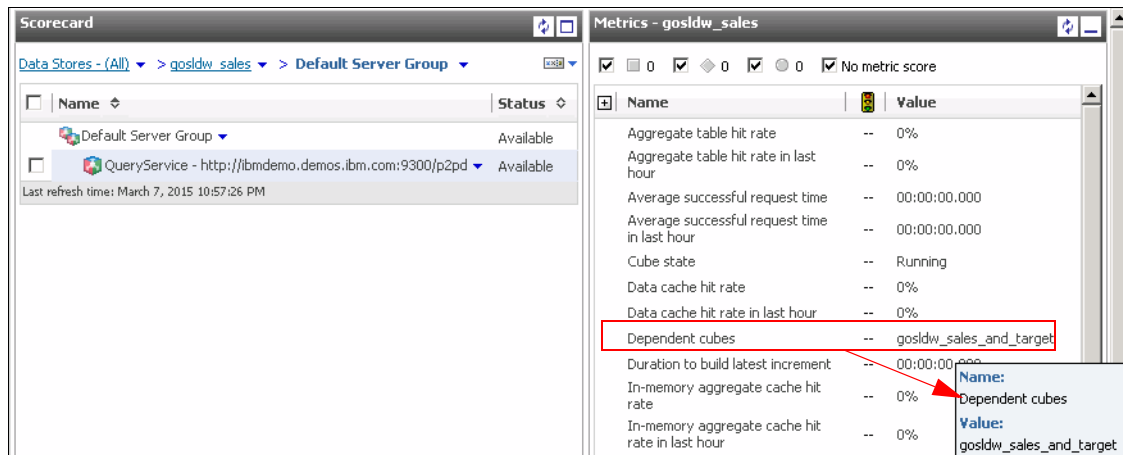 Scorecard
Data Stores - (All) > gosldw_sales > Default Server Group
Name Status
Default Server Group Available
QueryService - http://ibmdemo.demos.ibm.com:9300/p2pd Available
Last refresh time: March 7, 2015 10:57:26 PM
Metrics - gosldw_sales
0 0 0 No metric score
Name Value
Aggregate table hit rate -- 0%
Aggregate table hit rate in last
hour -- 0%
Average successful request time -- 00:00:00.000
Average successful request time
in last hour -- 00:00:00.000
Cube state -- Running
Data cache hit rate -- 0%
Data cache hit rate in last hour -- 0%
Dependent cubes -- gosldw_sales_and_target
Duration to build latest increment -- 00:00:00.000
In-memory aggregate cache hit
rate -- 0%
In-memory aggregate cache hit
rate in last hour -- 0%
Name:
Dependent cubes
Value:
gosldw_sales_and_target